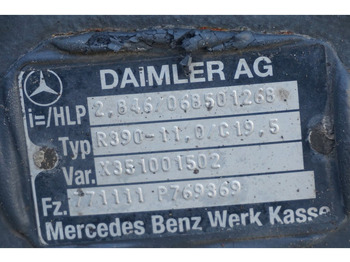 DAIMLER AG
i=/HLP 2,846/068501268
Typ R390-11,0/C19,5
Var. X351001502
Fz. 771111 P769369
Mercedes Benz Werk Kasse